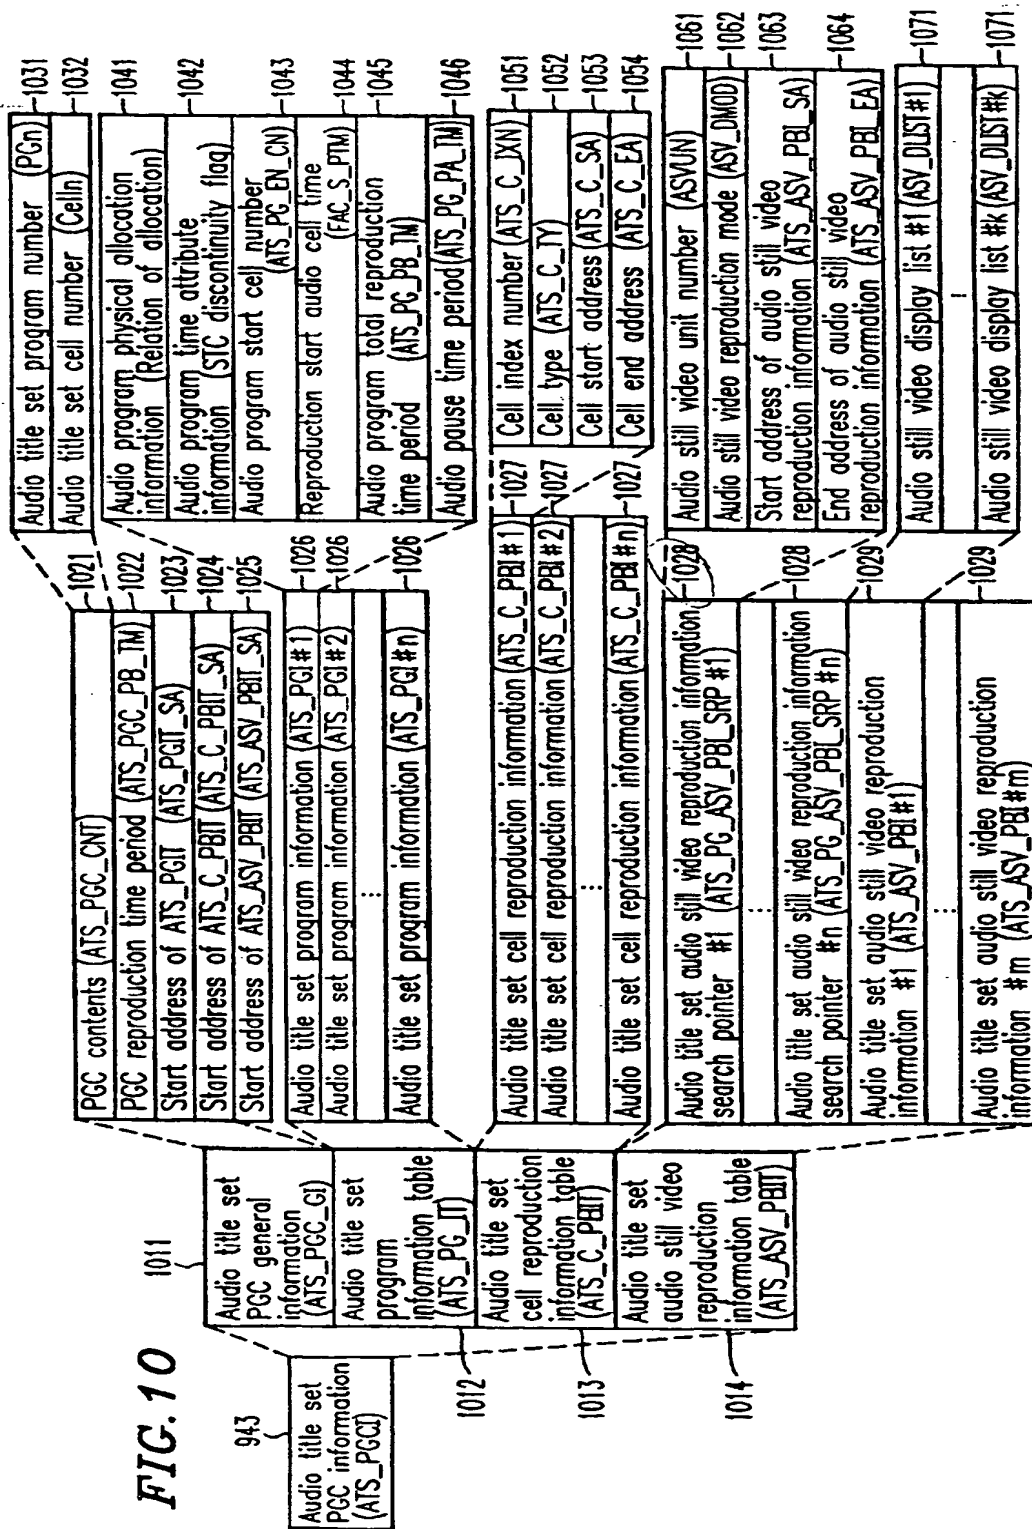 FIG. 10
943
Audio title set
PGC information
(ATS_PGCI)
1011
Audio title set
PGC general
information
(ATS_PGC_GI)
Audio title set
program
information table
(ATS_PG_IT)
1012
Audio title set
cell reproduction
information table
(ATS_C_PBIT)
1013
Audio title set
audio still video
reproduction
information table
(ATS_ASV_PBIT)
1014
PGC contents (ATS_PGC_CNT)
1021
PGC reproduction time period (ATS_PGC_PB_TM)
1022
Start address of ATS_PGIT (ATS_PGIT_SA)
1023
Start address of ATS_C_PBIT (ATS_C_PBIT_SA)
1024
Start address of ATS_ASV_PBIT (ATS_ASV_PBIT_SA)
1025
Audio title set program information (ATS_PGI#1)
1026
Audio title set program information (ATS_PGI#2)
1026
...
Audio title set program information (ATS_PGI#n)
1026
Audio title set cell reproduction information (ATS_C_PBI#1)
1027
Audio title set cell reproduction information (ATS_C_PBI#2)
1027
...
Audio title set cell reproduction information (ATS_C_PBI#n)
1027
Audio title set audio still video reproduction information
search pointer #1 (ATS_PG_ASV_PBI_SRP #1)
1028
...
Audio title set audio still video reproduction information
search pointer #n (ATS_PG_ASV_PBI_SRP #n)
1028
Audio title set audio still video reproduction
information #1 (ATS_ASV_PBI#1)
1029
...
Audio title set audio still video reproduction
information #m (ATS_ASV_PBI#m)
1029
Audio title set program number (PGn)
1031
Audio title set cell number (Celln)
1032
Audio program physical allocation
information (Relation of allocation)
1041
Audio program time attribute
information (STC discontinuity flag)
1042
Audio program start cell number
(ATS_PG_EN_CN)
1043
Reproduction start audio cell time
(FAC_S_PTM)
1044
Audio program total reproduction
time period (ATS_PG_PB_TM)
1045
Audio pause time period (ATS_PG_PA_TM)
1046
Cell index number (ATS_C_IXN)
1051
Cell type (ATS_C_TY)
1052
Cell start address (ATS_C_SA)
1053
Cell end address (ATS_C_EA)
1054
Audio still video unit number (ASVUN)
1061
Audio still video reproduction mode (ASV_DMOD)
1062
Start address of audio still video
reproduction information (ATS_ASV_PBI_SA)
1063
End address of audio still video
reproduction information (ATS_ASV_PBI_EA)
1064
Audio still video display list #1 (ASV_DLIST#1)
1071
Audio still video display list #k (ASV_DLIST#k)
1071